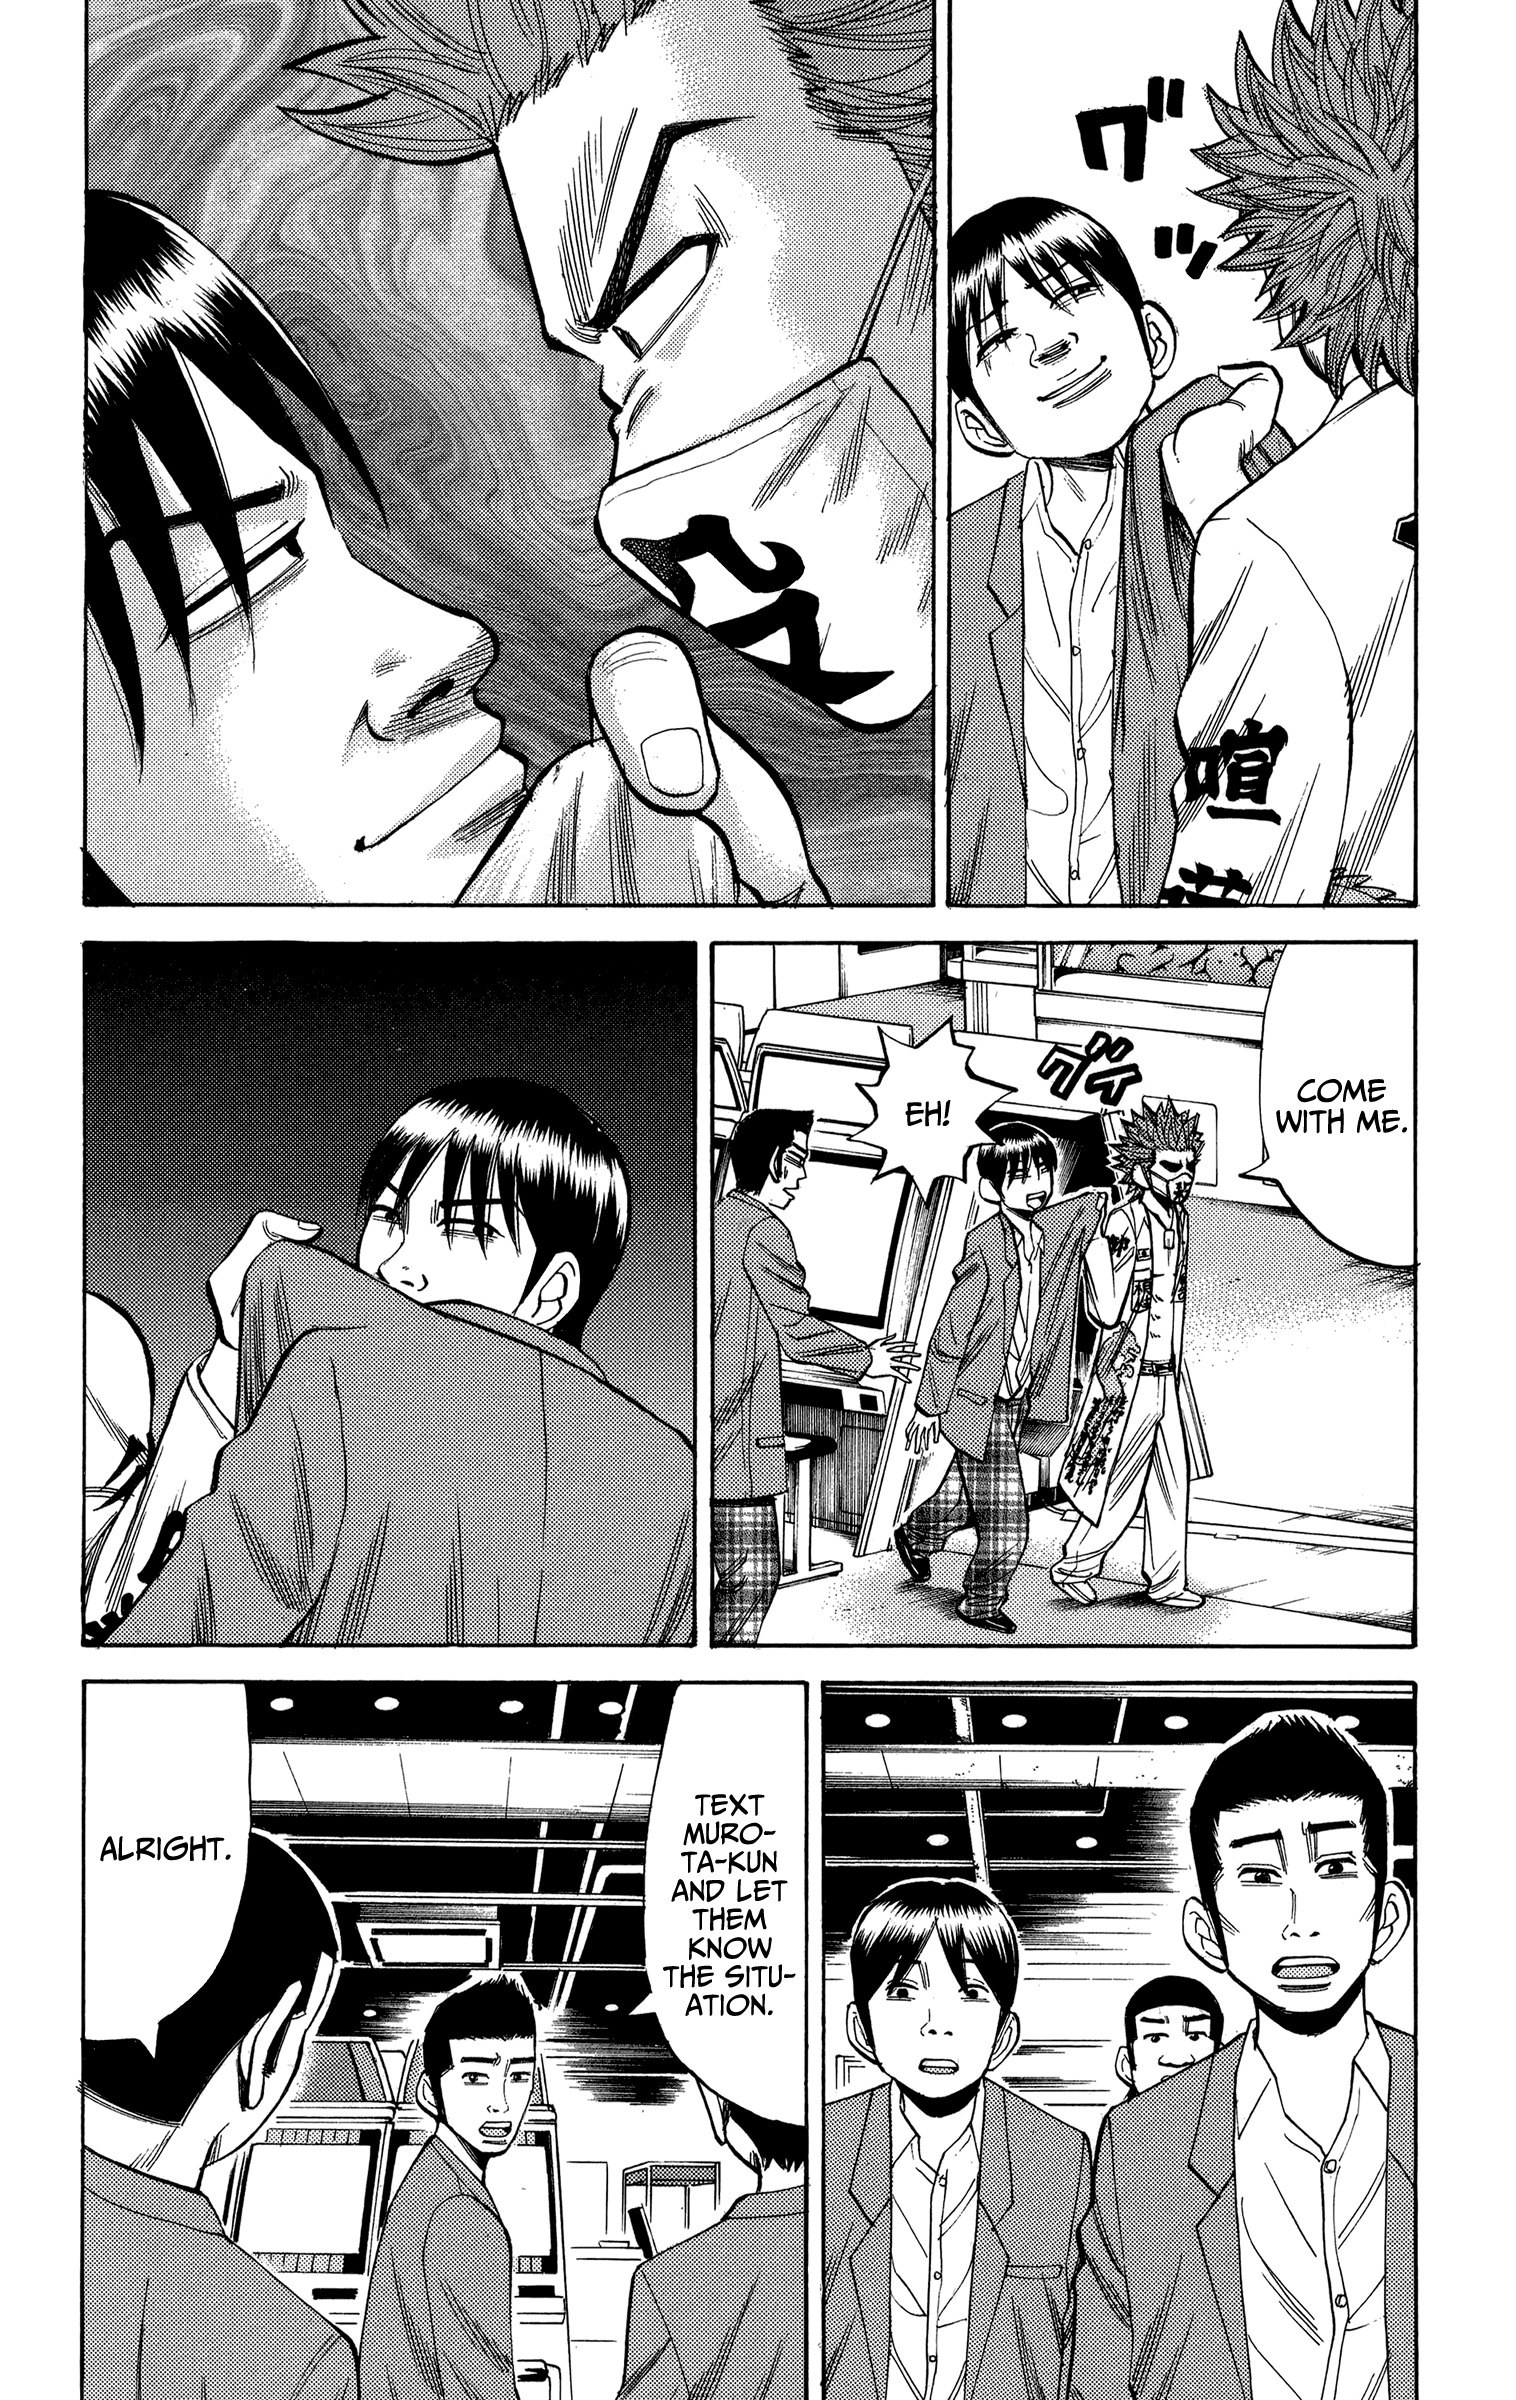 グッ
ッ
喧
COME
WITH ME.
グイ
EH!
TEXT
MURO-
TA-KUN
AND LET
THEM
KNOW
THE SITU-
ATION.
ALRIGHT.